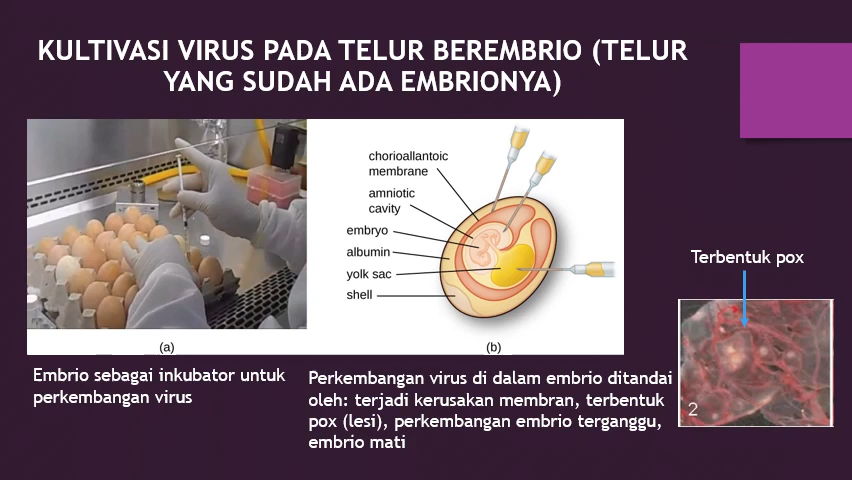 KULTIVASI VIRUS PADA TELUR BEREMBRIO (TELUR
YANG SUDAH ADA EMBRIONYA)
chorioallantoic
membrane
amniotic
cavity
embryo
albumin
yolk sac
shell
(a)
(b)
Embrio sebagai inkubator untuk
perkembangan virus
Perkembangan virus di dalam embrio ditandai
oleh: terjadi kerusakan membran, terbentuk
pox (lesi), perkembangan embrio terganggu,
embrio mati
Terbentuk pox
2